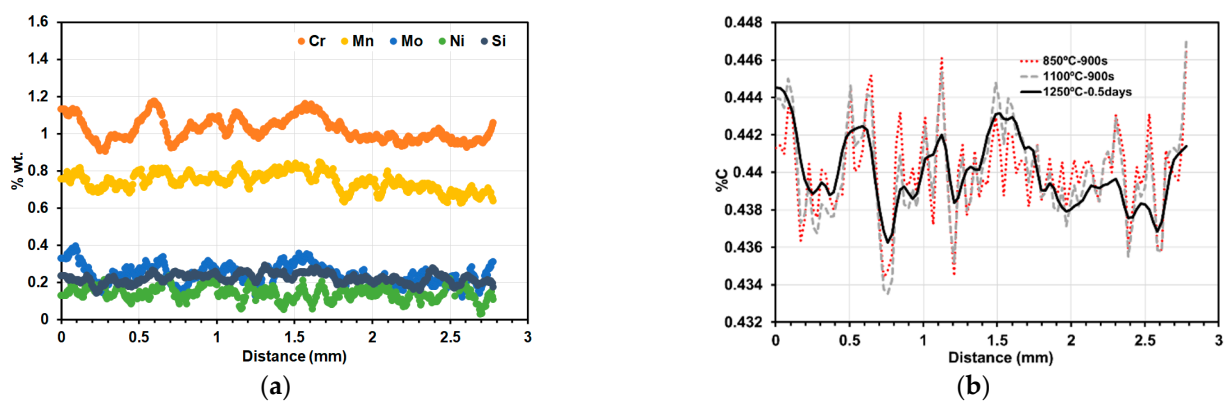 1.6
1.4
1.2
1
0.8
0.6
0.4
0.2
0
% wt.
Cr Mn Mo Ni Si
0 0.5 1 1.5 2 2.5 3
Distance (mm)
(a)
%C
0.448
0.446
0.444
0.442
0.44
0.438
0.436
0.434
0.432
850ºC-900s
1100ºC-900s
1250ºC-0.5days
0 0.5 1 1.5 2 2.5 3
Distance (mm)
(b)